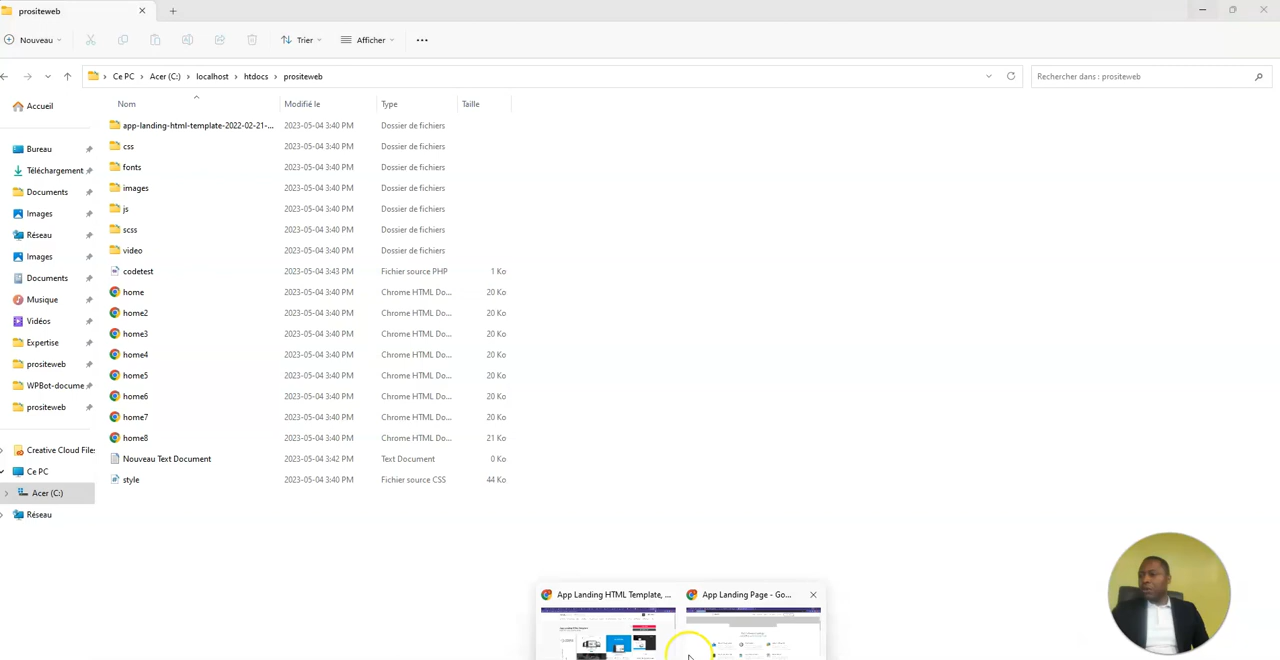 prositeweb
Nouveau Trier Afficher
Ce PC Acer (C:) localhost htdocs prositeweb Rechercher dans : prositeweb
Nom Modifié le Type Taille
Accueil
Bureau
Téléchargement
Documents
Images
Réseau
Images
Documents
Musique
Vidéos
Expertise
prositeweb
WPBot-docume
prositeweb
Creative Cloud Files
Ce PC
Acer (C:)
Réseau
app-landing-html-template-2022-02-21-... 2023-05-04 3:40 PM Dossier de fichiers
css 2023-05-04 3:40 PM Dossier de fichiers
fonts 2023-05-04 3:40 PM Dossier de fichiers
images 2023-05-04 3:40 PM Dossier de fichiers
js 2023-05-04 3:40 PM Dossier de fichiers
scss 2023-05-04 3:40 PM Dossier de fichiers
video 2023-05-04 3:40 PM Dossier de fichiers
codetest 2023-05-04 3:43 PM Fichier source PHP 1 Ko
home 2023-05-04 3:40 PM Chrome HTML Do... 20 Ko
home2 2023-05-04 3:40 PM Chrome HTML Do... 20 Ko
home3 2023-05-04 3:40 PM Chrome HTML Do... 20 Ko
home4 2023-05-04 3:40 PM Chrome HTML Do... 20 Ko
home5 2023-05-04 3:40 PM Chrome HTML Do... 20 Ko
home6 2023-05-04 3:40 PM Chrome HTML Do... 20 Ko
home7 2023-05-04 3:40 PM Chrome HTML Do... 20 Ko
home8 2023-05-04 3:40 PM Chrome HTML Do... 21 Ko
Nouveau Text Document 2023-05-04 3:42 PM Text Document 0 Ko
style 2023-05-04 3:40 PM Fichier source CSS 44 Ko
App Landing HTML Template, ... App Landing Page - Go...